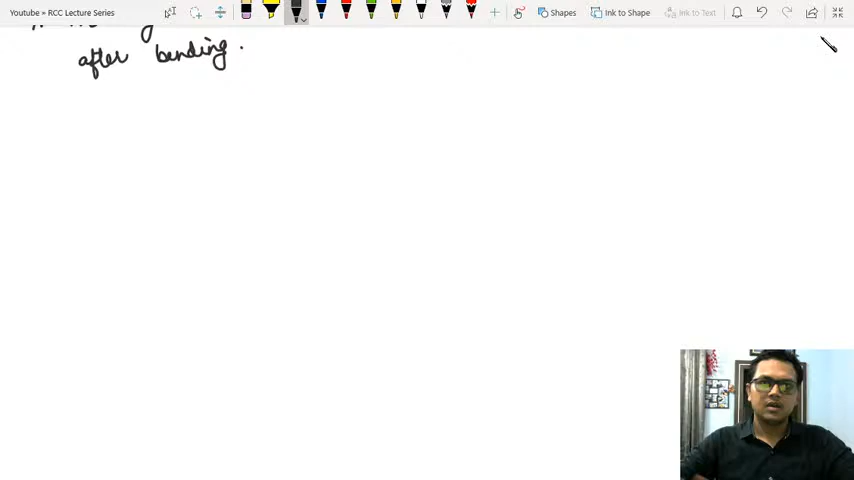 Youtube » RCC Lecture Series
Shapes
Ink to Shape
Ink to Text
after bending.